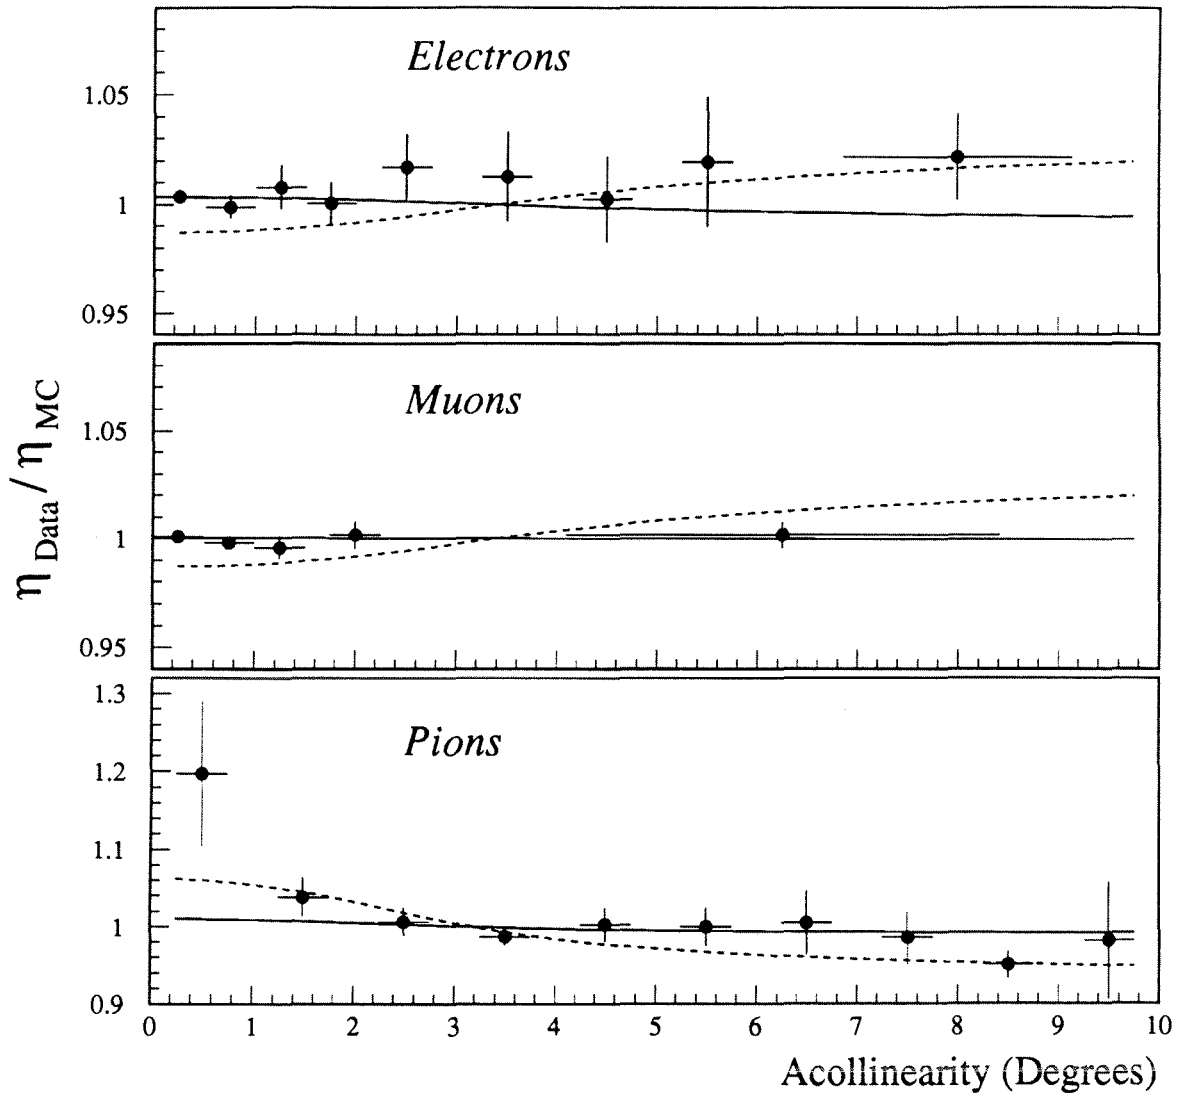 Electrons
1.05
1
0.95
Muons
1.05
1
0.95
η Data / η MC
Pions
1.3
1.2
1.1
1
0.9
0 1 2 3 4 5 6 7 8 9 10
Acollinearity (Degrees)